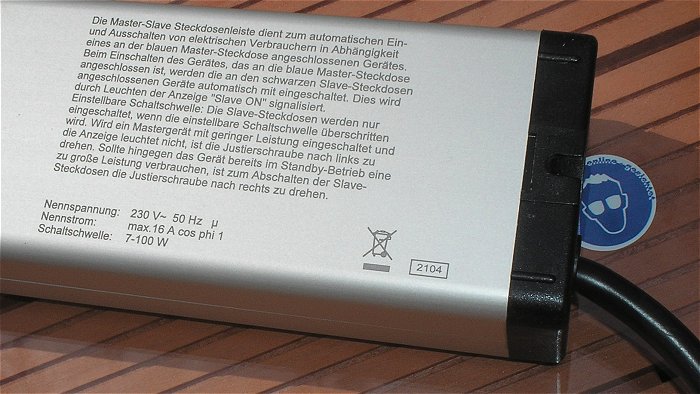 Die Master-Slave Steckdosenleiste dient zum automatischen Ein-
und Ausschalten von elektrischen Verbrauchern in Abhängigkeit
eines an der blauen Master-Steckdose angeschlossenen Gerätes.
Beim Einschalten des Gerätes, das an die blaue Master-Steckdose
angeschlossen ist, werden die an den schwarzen Slave-Steckdosen
angeschlossenen Geräte automatisch mit eingeschaltet. Dies wird
durch Leuchten der Anzeige "Slave ON" signalisiert.
Einstellbare Schaltschwelle: Die Slave-Steckdosen werden nur
eingeschaltet, wenn die einstellbare Schaltschwelle überschritten
wird. Wird ein Mastergerät mit geringer Leistung eingeschaltet und
die Anzeige leuchtet nicht, ist die Justierschraube nach links zu
drehen. Sollte hingegen das Gerät bereits im Standby-Betrieb eine
zu große Leistung verbrauchen, ist zum Abschalten der Slave-
Steckdosen die Justierschraube nach rechts zu drehen.
Nennspannung: 230 V~ 50 Hz µ
Nennstrom: max.16 A cos phi 1
Schaltschwelle: 7-100 W
2104